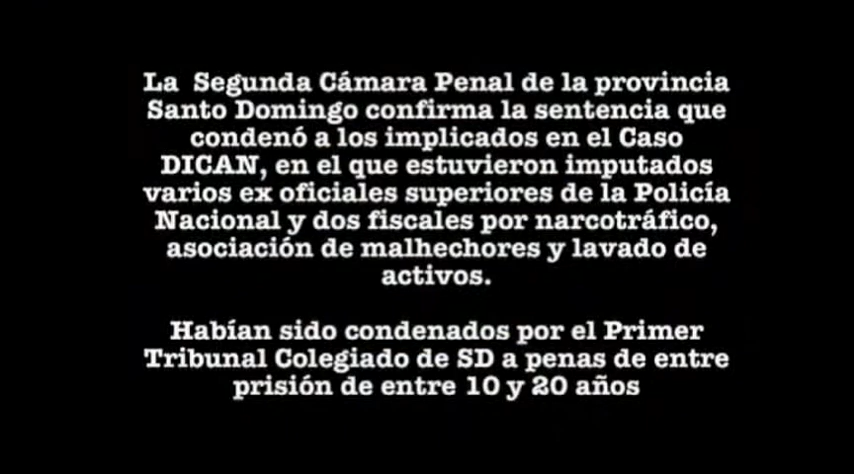 La Segunda Cámara Penal de la provincia
Santo Domingo confirma la sentencia que
condenó a los implicados en el Caso
DICAN, en el que estuvieron imputados
varios ex oficiales superiores de la Policía
Nacional y dos fiscales por narcotráfico,
asociación de malhechores y lavado de
activos.
Habían sido condenados por el Primer
Tribunal Colegiado de SD a penas de entre
prisión de entre 10 y 20 años